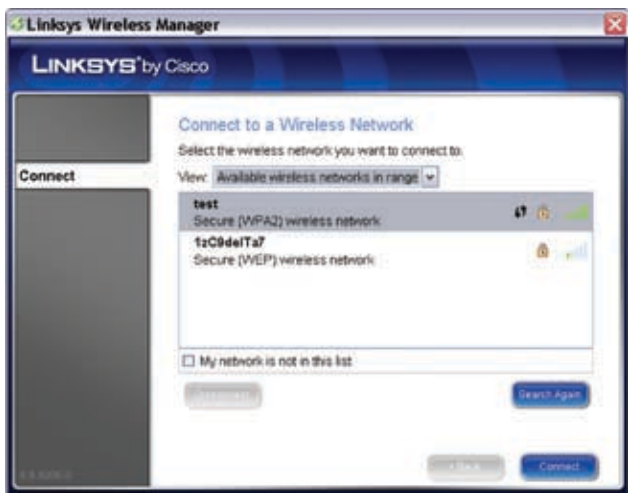 Linksys Wireless Manager
LINKSYS® by Cisco
Connect to a Wireless Network
Select the wireless network you want to connect to.
Connect
View: Available wireless networks in range
test
Secure (WPA2) wireless network
Secure (WEP) wireless network
My network is not in this list
Search Again
Connect